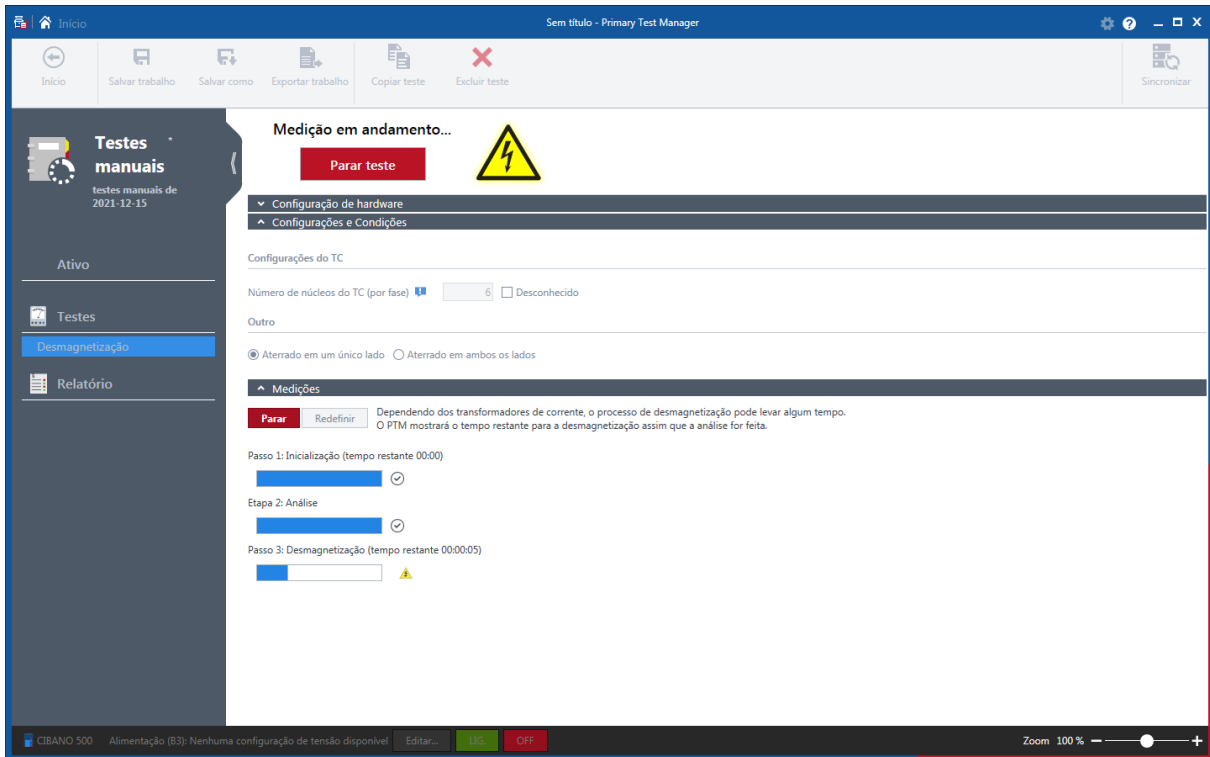 Início
Sem título - Primary Test Manager
Início
Salvar trabalho
Salvar como
Exportar trabalho
Copiar teste
Excluir teste
Sincronizar
Testes *
manuais
testes manuais de
2021-12-15
Ativo
Testes
Desmagnetização
Relatório
Medição em andamento...
Parar teste
Configuração de hardware
Configurações e Condições
Configurações do TC
Número de núcleos do TC (por fase) 6 Desconhecido
Outro
Aterrado em um único lado Aterrado em ambos os lados
Medições
Parar Redefinir
Dependendo dos transformadores de corrente, o processo de desmagnetização pode levar algum tempo.
O PTM mostrará o tempo restante para a desmagnetização assim que a análise for feita.
Passo 1: Inicialização (tempo restante 00:00)
Etapa 2: Análise
Passo 3: Desmagnetização (tempo restante 00:00:05)
CIBANO 500 Alimentação (B3): Nenhuma configuração de tensão disponível Editar... LIG. OFF Zoom 100 %